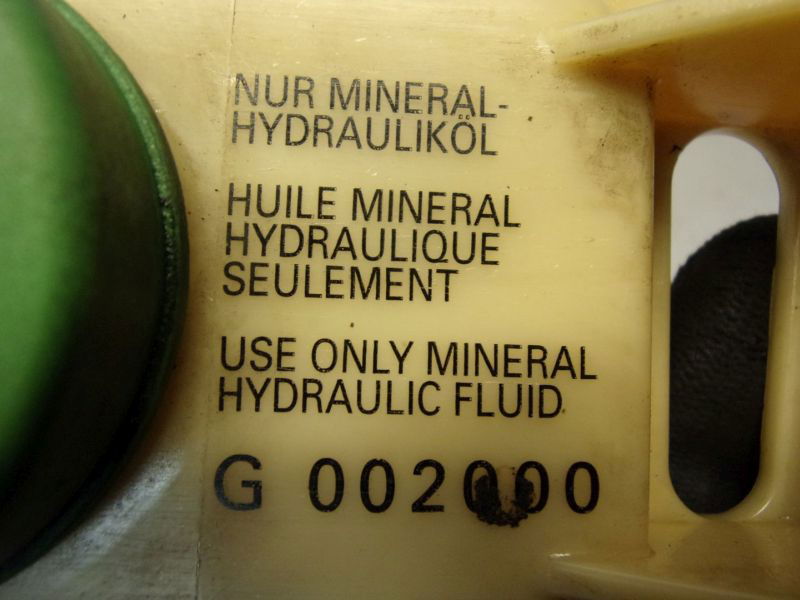 NUR MINERAL-
HYDRAULIKÖL
HUILE MINERAL
HYDRAULIQUE
SEULEMENT
USE ONLY MINERAL
HYDRAULIC FLUID
G 002000